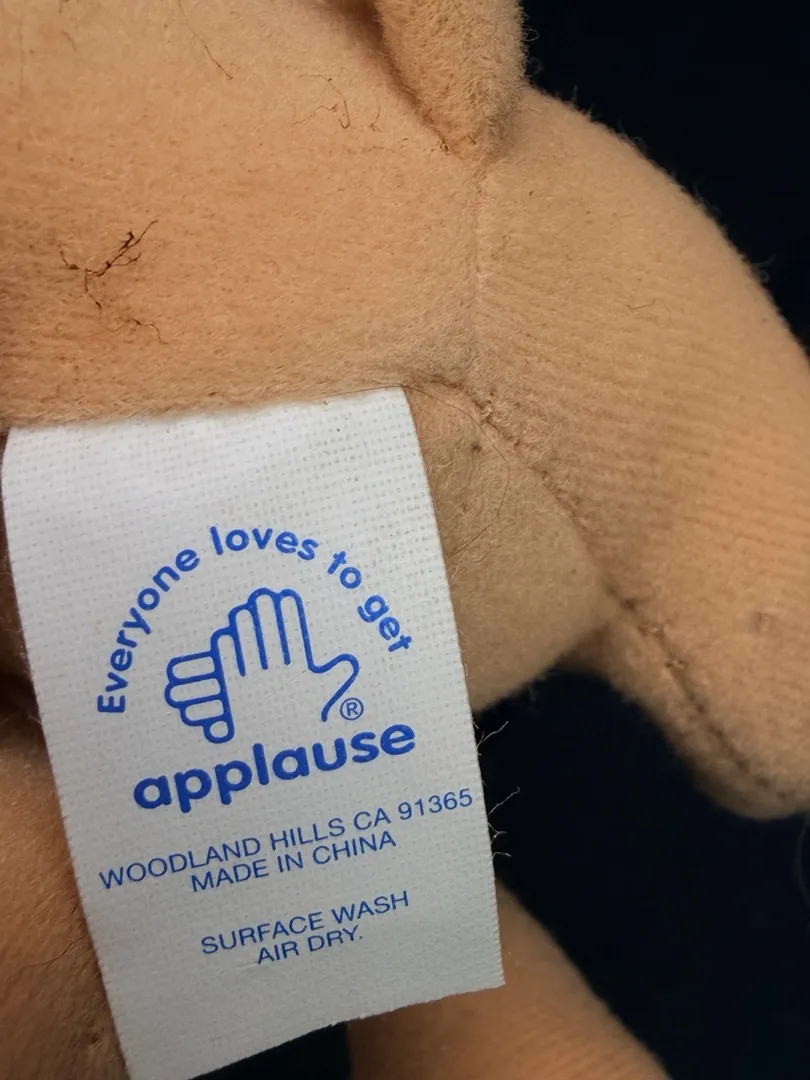 Everyone loves to get
®
applause
WOODLAND HILLS CA 91365
MADE IN CHINA
SURFACE WASH
AIR DRY.